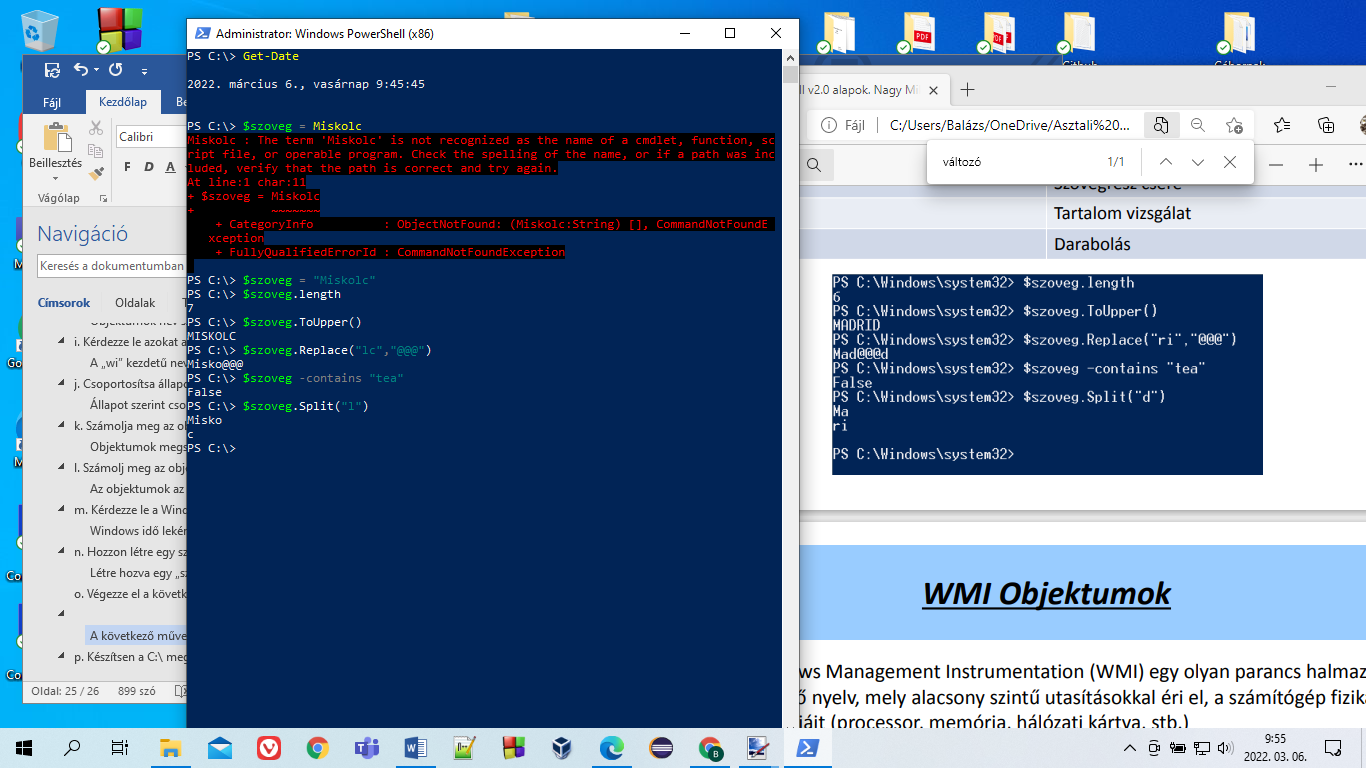 Administrator: Windows PowerShell (x86)
PS C:\> Get-Date
2022. március 6., vasárnap 9:45:45
PS C:\> $szoveg = Miskolc
Miskolc : The term 'Miskolc' is not recognized as the name of a cmdlet, function, sc
ript file, or operable program. Check the spelling of the name, or if a path was inc
luded, verify that the path is correct and try again.
At line:1 char:11
+ $szoveg = Miskolc
+           ~~~~~~~
    + CategoryInfo          : ObjectNotFound: (Miskolc:String) [], CommandNotFoundE
   xception
    + FullyQualifiedErrorId : CommandNotFoundException
PS C:\> $szoveg = "Miskolc"
PS C:\> $szoveg.length
7
PS C:\> $szoveg.ToUpper()
MISKOLC
PS C:\> $szoveg.Replace("lc","@@@")
Misko@@@
PS C:\> $szoveg -contains "tea"
False
PS C:\> $szoveg.Split("l")
Misko
c
PS C:\>
Fájl
Kezdőlap
Be
Beillesztés
Calibri
F D A
Vágólap
Navigáció
Keresés a dokumentumban
Címsorok
Oldalak
i. Kérdezze le azokat a
A „wi” kezdetű nev
j. Csoportosítsa állapo
Állapot szerint cso
k. Számolja meg az ob
Objektumok megs
l. Számolj meg az obje
Az objektumok az
m. Kérdezze le a Wind
Windows idő lekér
n. Hozzon létre egy sz
Létre hozva egy „sz
o. Végezze el a követk
A következő műve
p. Készítsen a C:\ meg
Oldal: 25 / 26
899 szó
PDF
PDF
ll v2.0 alapok. Nagy Mi
Fájl
C:/Users/Balázs/OneDrive/Asztali%20...
változó
1/1
Szövegrész csere
Tartalom vizsgálat
Darabolás
PS C:\Windows\system32> $szoveg.length
6
PS C:\Windows\system32> $szoveg.ToUpper()
MADRID
PS C:\Windows\system32> $szoveg.Replace("ri","@@@")
Mad@@@d
PS C:\Windows\system32> $szoveg -contains "tea"
False
PS C:\Windows\system32> $szoveg.Split("d")
Ma
ri
PS C:\Windows\system32>
WMI Objektumok
ws Management Instrumentation (WMI) egy olyan parancs halmaz
ő nyelv, mely alacsony szintű utasításokkal éri el, a számítógép fizika
iáit (processor, memória, hálózati kártya, stb.)
9:55
2022. 03. 06.